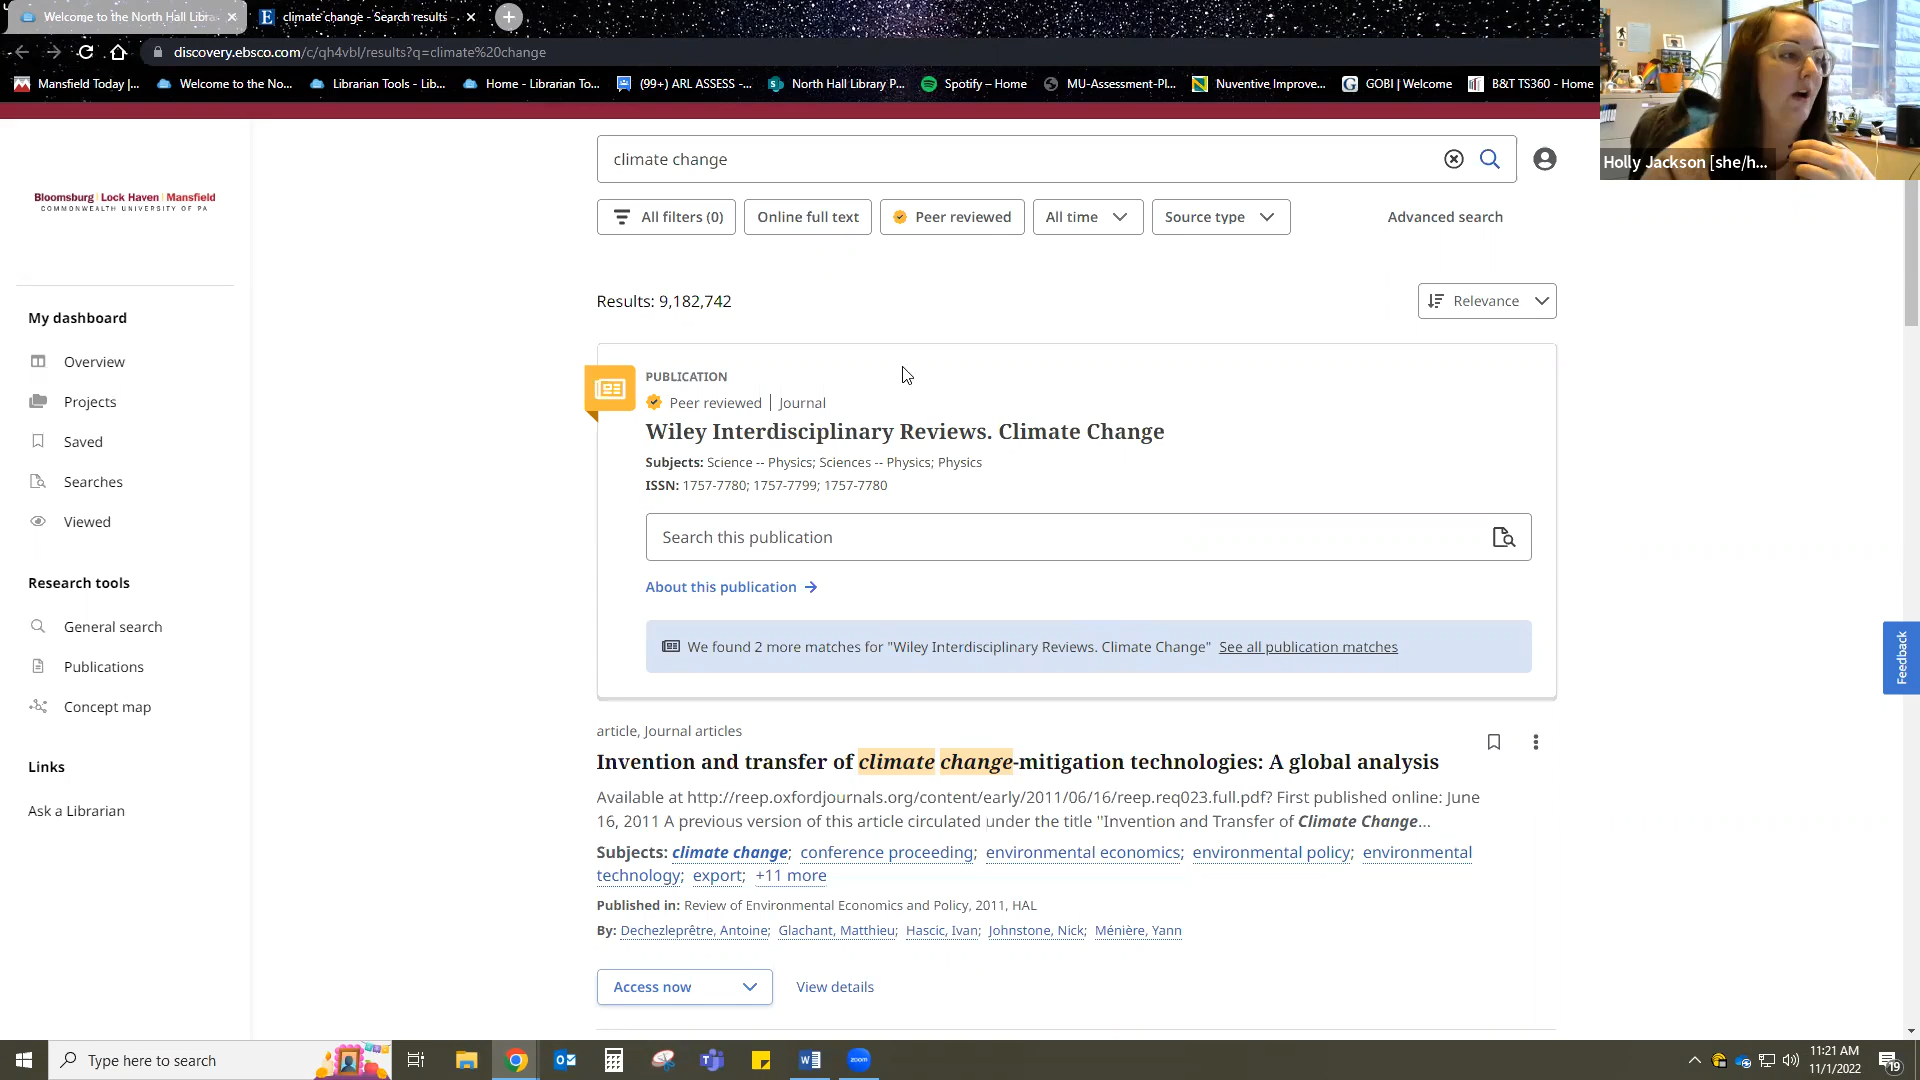 Welcome to the North Hall Libra
climate change - Search results
discovery.ebsco.com/c/qh4vbl/results?q=climate%20change
Mansfield Today |...
Welcome to the No...
Librarian Tools - Lib...
Home - Librarian To...
(99+) ARL ASSESS -...
North Hall Library P...
Spotify – Home
MU-Assessment-Pl...
Nuventive Improve...
GOBI | Welcome
B&T TS360 - Home
Holly Jackson [she/h...
climate change
All filters (0)
Online full text
Peer reviewed
All time
Source type
Advanced search
Bloomsburg | Lock Haven | Mansfield
COMMONWEALTH UNIVERSITY OF PA
My dashboard
Overview
Projects
Saved
Searches
Viewed
Research tools
General search
Publications
Concept map
Links
Ask a Librarian
Results: 9,182,742
Relevance
PUBLICATION
Peer reviewed | Journal
Wiley Interdisciplinary Reviews. Climate Change
Subjects: Science -- Physics; Sciences -- Physics; Physics
ISSN: 1757-7780; 1757-7799; 1757-7780
Search this publication
About this publication
We found 2 more matches for "Wiley Interdisciplinary Reviews. Climate Change" See all publication matches
Feedback
article, Journal articles
Invention and transfer of climate change-mitigation technologies: A global analysis
Available at http://reep.oxfordjournals.org/content/early/2011/06/16/reep.req023.full.pdf? First published online: June
16, 2011 A previous version of this article circulated under the title "Invention and Transfer of Climate Change...
Subjects: climate change; conference proceeding; environmental economics; environmental policy; environmental
technology; export; +11 more
Published in: Review of Environmental Economics and Policy, 2011, HAL
By: Dechezleprêtre, Antoine; Glachant, Matthieu; Hascic, Ivan; Johnstone, Nick; Ménière, Yann
Access now
View details
Type here to search
zoom
11:21 AM
11/1/2022
19